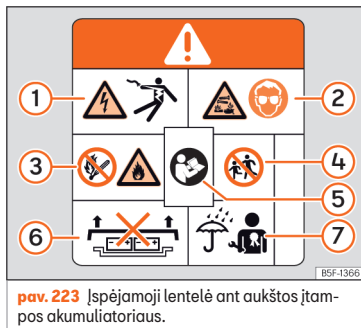 1
2
3
4
5
6
7
B5F-1366
pav. 223 Įspėjamoji lentelė ant aukštos įtam-
pos akumuliatoriaus.